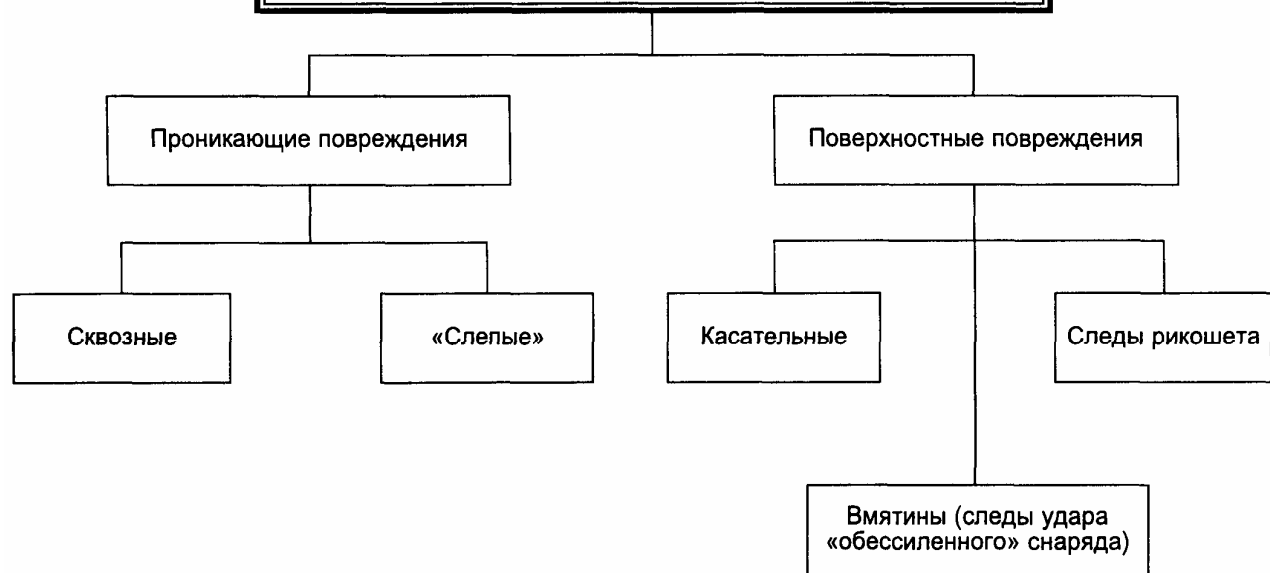 Проникающие повреждения
Поверхностные повреждения
Сквозные
«Слепые»
Касательные
Следы рикошета
Вмятины (следы удара
«обессиленного» снаряда)